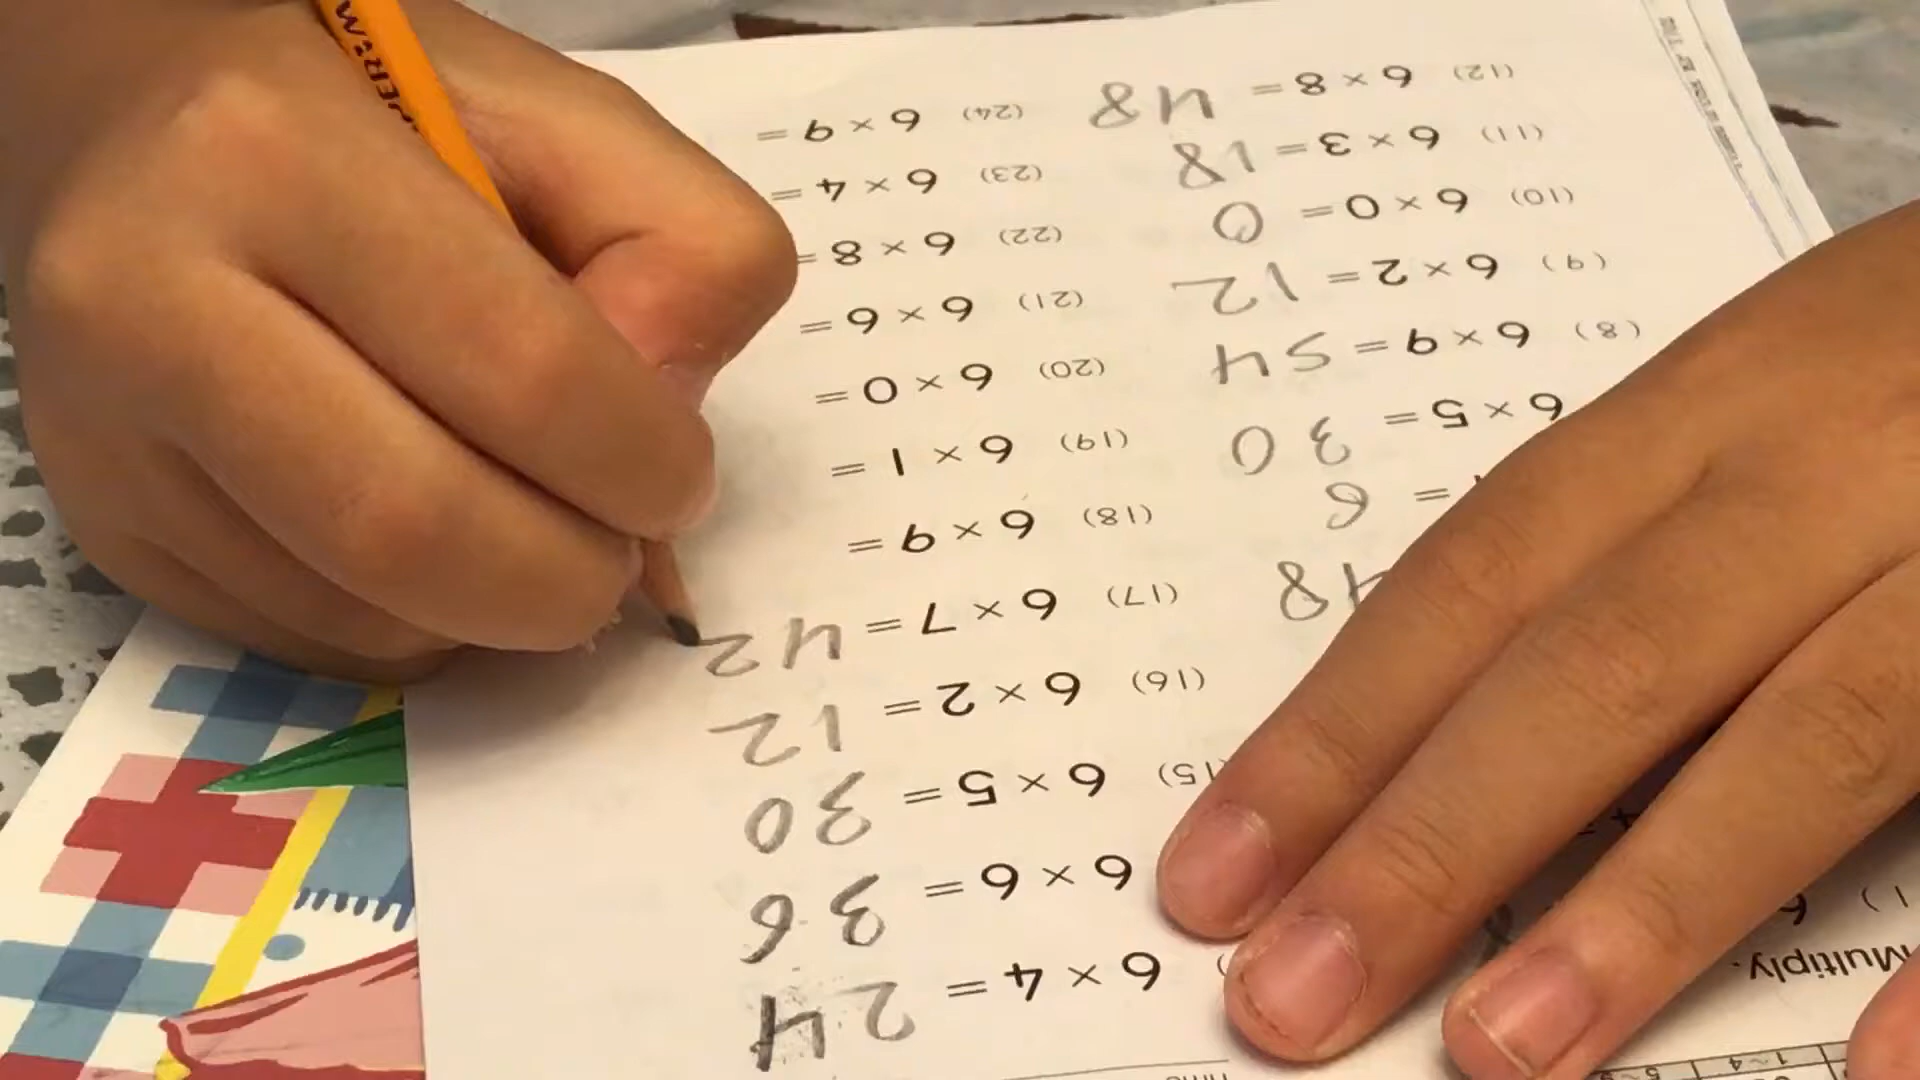 Multiply.
6 × 4 = 24
6 × 6 = 36
(15) 6 × 5 = 30
(16) 6 × 2 = 12
(17) 6 × 7 = 42
(18) 6 × 9 =
(19) 6 × 1 =
(20) 6 × 0 =
(21) 6 × 6 =
(22) 6 × 8 =
(23) 6 × 4 =
(24) 6 × 9 =
48
= 6
6 × 5 = 30
(8) 6 × 9 = 54
(9) 6 × 2 = 12
(10) 6 × 0 = 0
(11) 6 × 3 = 18
(12) 6 × 8 = 48
1~4